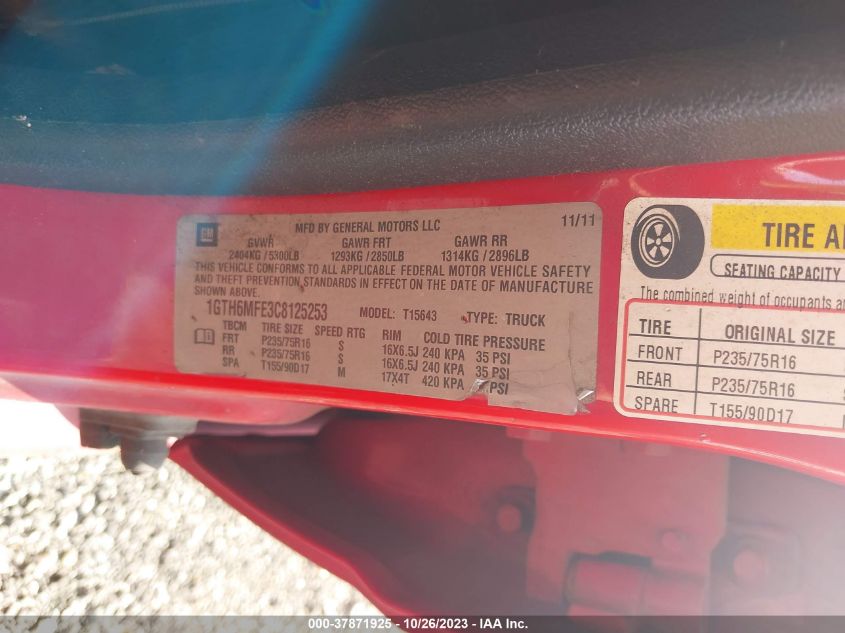 GM
MFD BY GENERAL MOTORS LLC 11/11
GVWR GAWR FRT GAWR RR
2404KG / 5300LB 1293KG / 2850LB 1314KG / 2896LB
THIS VEHICLE CONFORMS TO ALL APPLICABLE FEDERAL MOTOR VEHICLE SAFETY
AND THEFT PREVENTION STANDARDS IN EFFECT ON THE DATE OF MANUFACTURE
SHOWN ABOVE.
1GTH6MFE3C8125253 MODEL: T15643 TYPE: TRUCK
TBCM TIRE SIZE SPEED RTG RIM COLD TIRE PRESSURE
FRT P235/75R16 S 16X6.5J 240 KPA 35 PSI
RR P235/75R16 S 16X6.5J 240 KPA 35 PSI
SPA T155/90D17 M 17X4T 420 KPA PSI
TIRE
SEATING CAPACITY
The combined weight of occupants
TIRE ORIGINAL SIZE
FRONT P235/75R16
REAR P235/75R16
SPARE T155/90D17
000-37871925 - 10/26/2023 - IAA Inc.